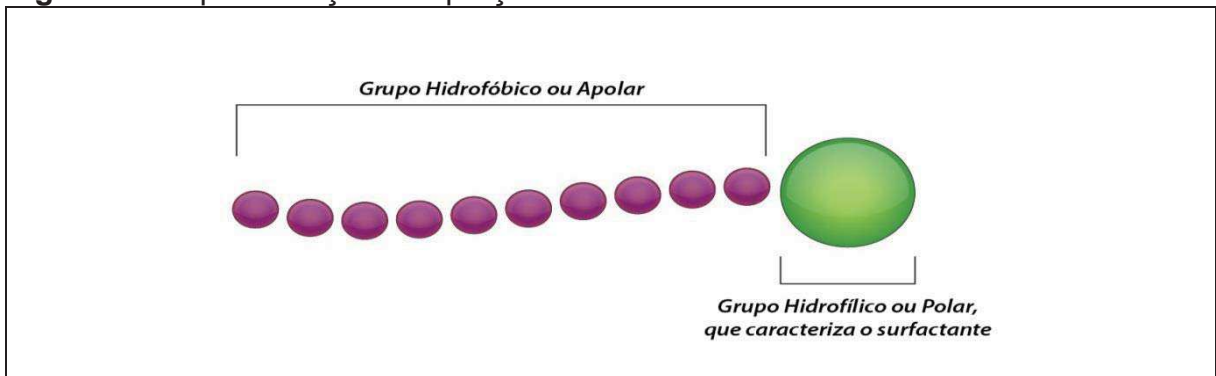 Grupo Hidrofóbico ou Apolar
Grupo Hidrofílico ou Polar,
que caracteriza o surfactante